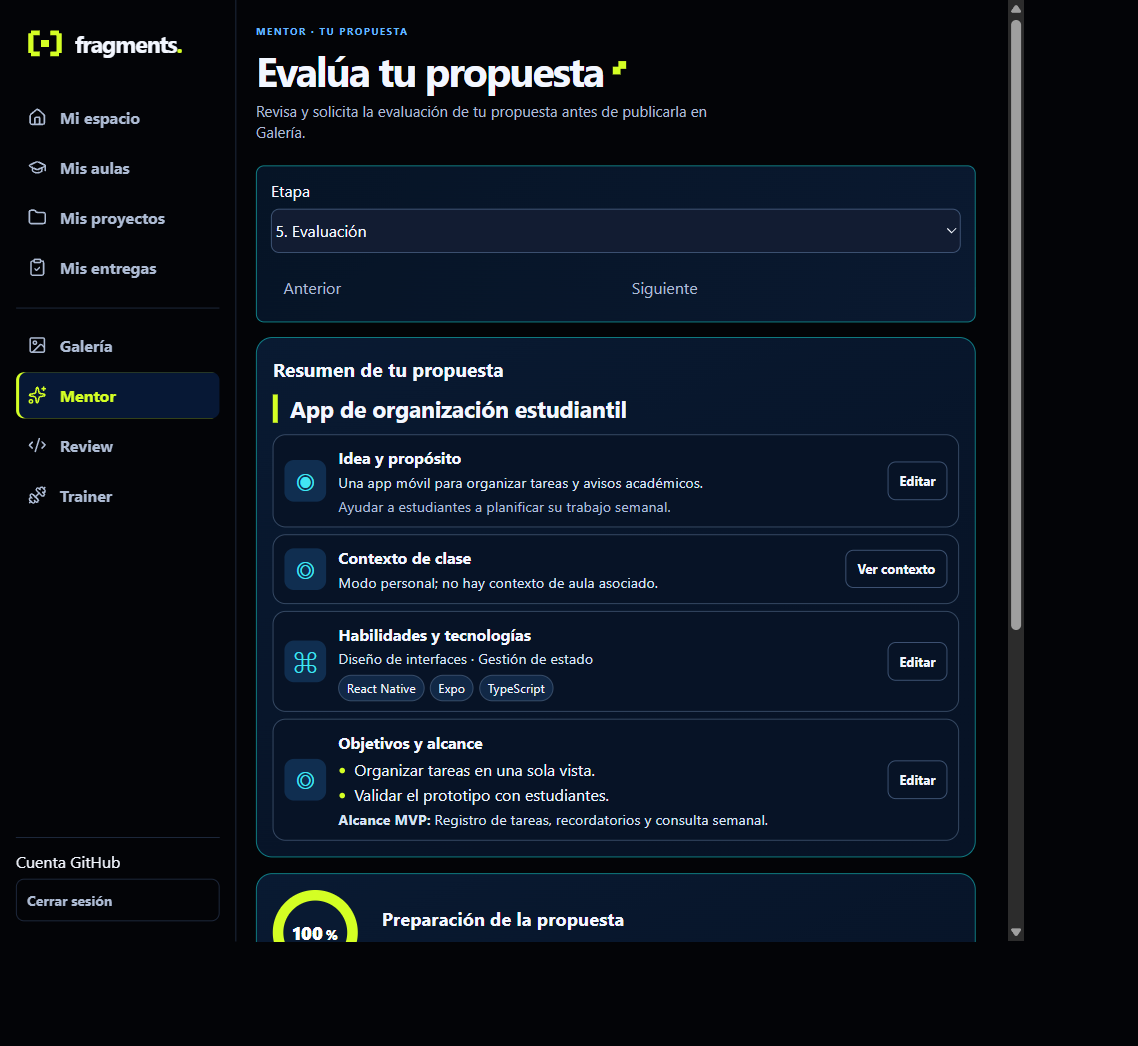 fragments.
Mi espacio
Mis aulas
Mis proyectos
Mis entregas
Galería
Mentor
Review
Trainer
Cuenta GitHub
Cerrar sesión
MENTOR · TU PROPUESTA
Evalúa tu propuesta
Revisa y solicita la evaluación de tu propuesta antes de publicarla en
Galería.
Etapa
5. Evaluación
Anterior
Siguiente
Resumen de tu propuesta
App de organización estudiantil
Idea y propósito
Una app móvil para organizar tareas y avisos académicos.
Ayudar a estudiantes a planificar su trabajo semanal.
Editar
Contexto de clase
Modo personal; no hay contexto de aula asociado.
Ver contexto
Habilidades y tecnologías
Diseño de interfaces · Gestión de estado
React Native
Expo
TypeScript
Editar
Objetivos y alcance
Organizar tareas en una sola vista.
Validar el prototipo con estudiantes.
Alcance MVP: Registro de tareas, recordatorios y consulta semanal.
Editar
100 %
Preparación de la propuesta